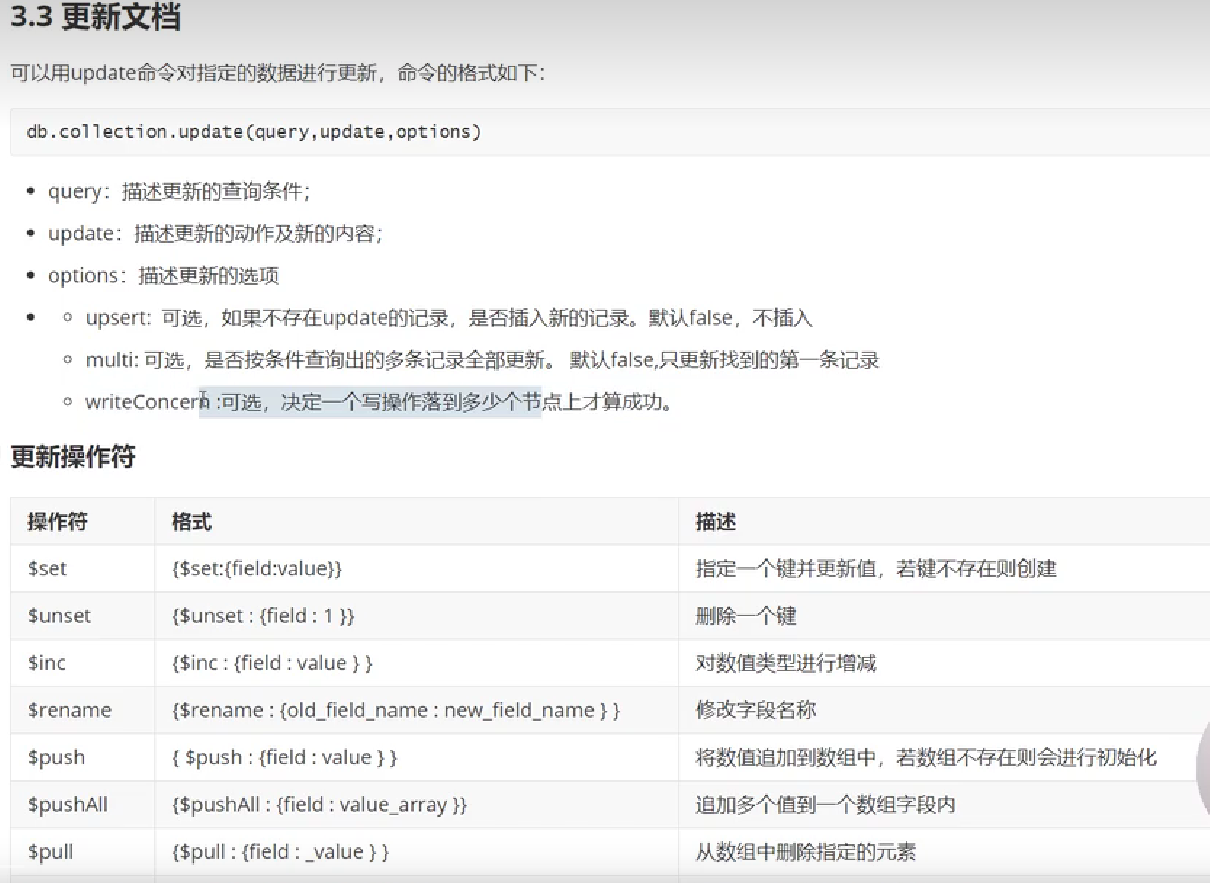 3.3 更新文档
可以用update命令对指定的数据进行更新，命令的格式如下：
db.collection.update(query,update,options)
query：描述更新的查询条件；
update：描述更新的动作及新的内容；
options：描述更新的选项
upsert: 可选，如果不存在update的记录，是否插入新的记录。默认false，不插入
multi: 可选，是否按条件查询出的多条记录全部更新。 默认false,只更新找到的第一条记录
writeConcern :可选，决定一个写操作落到多少个节点上才算成功。
更新操作符
操作符 格式 描述
$set {$set:{field:value}} 指定一个键并更新值，若键不存在则创建
$unset {$unset : {field : 1 }} 删除一个键
$inc {$inc : {field : value } } 对数值类型进行增减
$rename {$rename : {old_field_name : new_field_name } } 修改字段名称
$push { $push : {field : value } } 将数值追加到数组中，若数组不存在则会进行初始化
$pushAll {$pushAll : {field : value_array }} 追加多个值到一个数组字段内
$pull {$pull : {field : _value } } 从数组中删除指定的元素